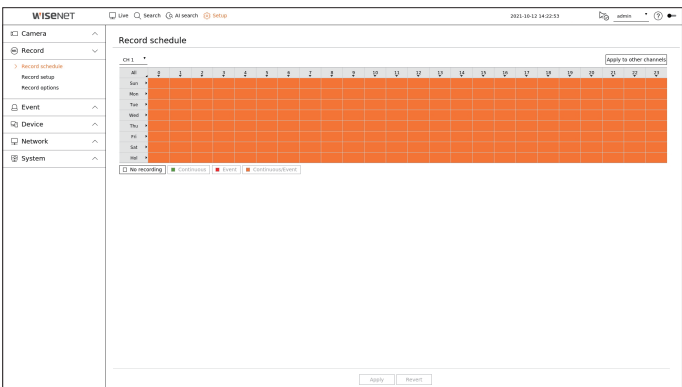 WISENET
Live Search AI search Setup 2021-10-12 14:22:53 admin ?
Camera
Record
Record schedule
Record setup
Record options
Event
Device
Network
System
Record schedule
CH 1
Apply to other channels
All 0 1 2 3 4 5 6 7 8 9 10 11 12 13 14 15 16 17 18 19 20 21 22 23
Sun
Mon
Tue
Wed
Thu
Fri
Sat
Hol
No recording Continuous Event Continuous/Event
Apply Revert